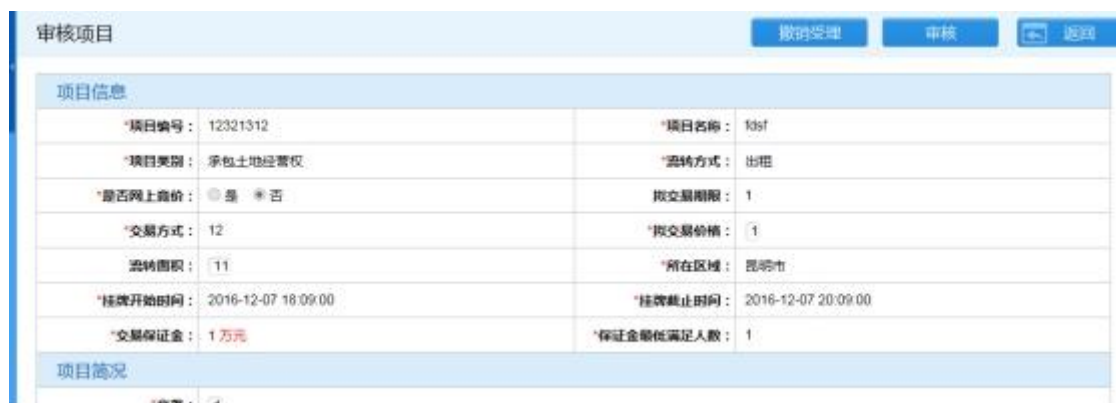 审核项目
撤销受理 审核 返回
项目信息
*项目编号： 12321312 *项目名称： fdsf
*项目类别： 承包土地经营权 *流转方式： 出租
*是否网上竞价： 是 否 拟交易期限： 1
*交易方式： 12 *拟交易价格： 1
流转面积： 11 *所在区域： 昆明市
*挂牌开始时间： 2016-12-07 18:09:00 *挂牌截止时间： 2016-12-07 20:09:00
*交易保证金： 1 万元 *保证金最低满足人数： 1
项目简况